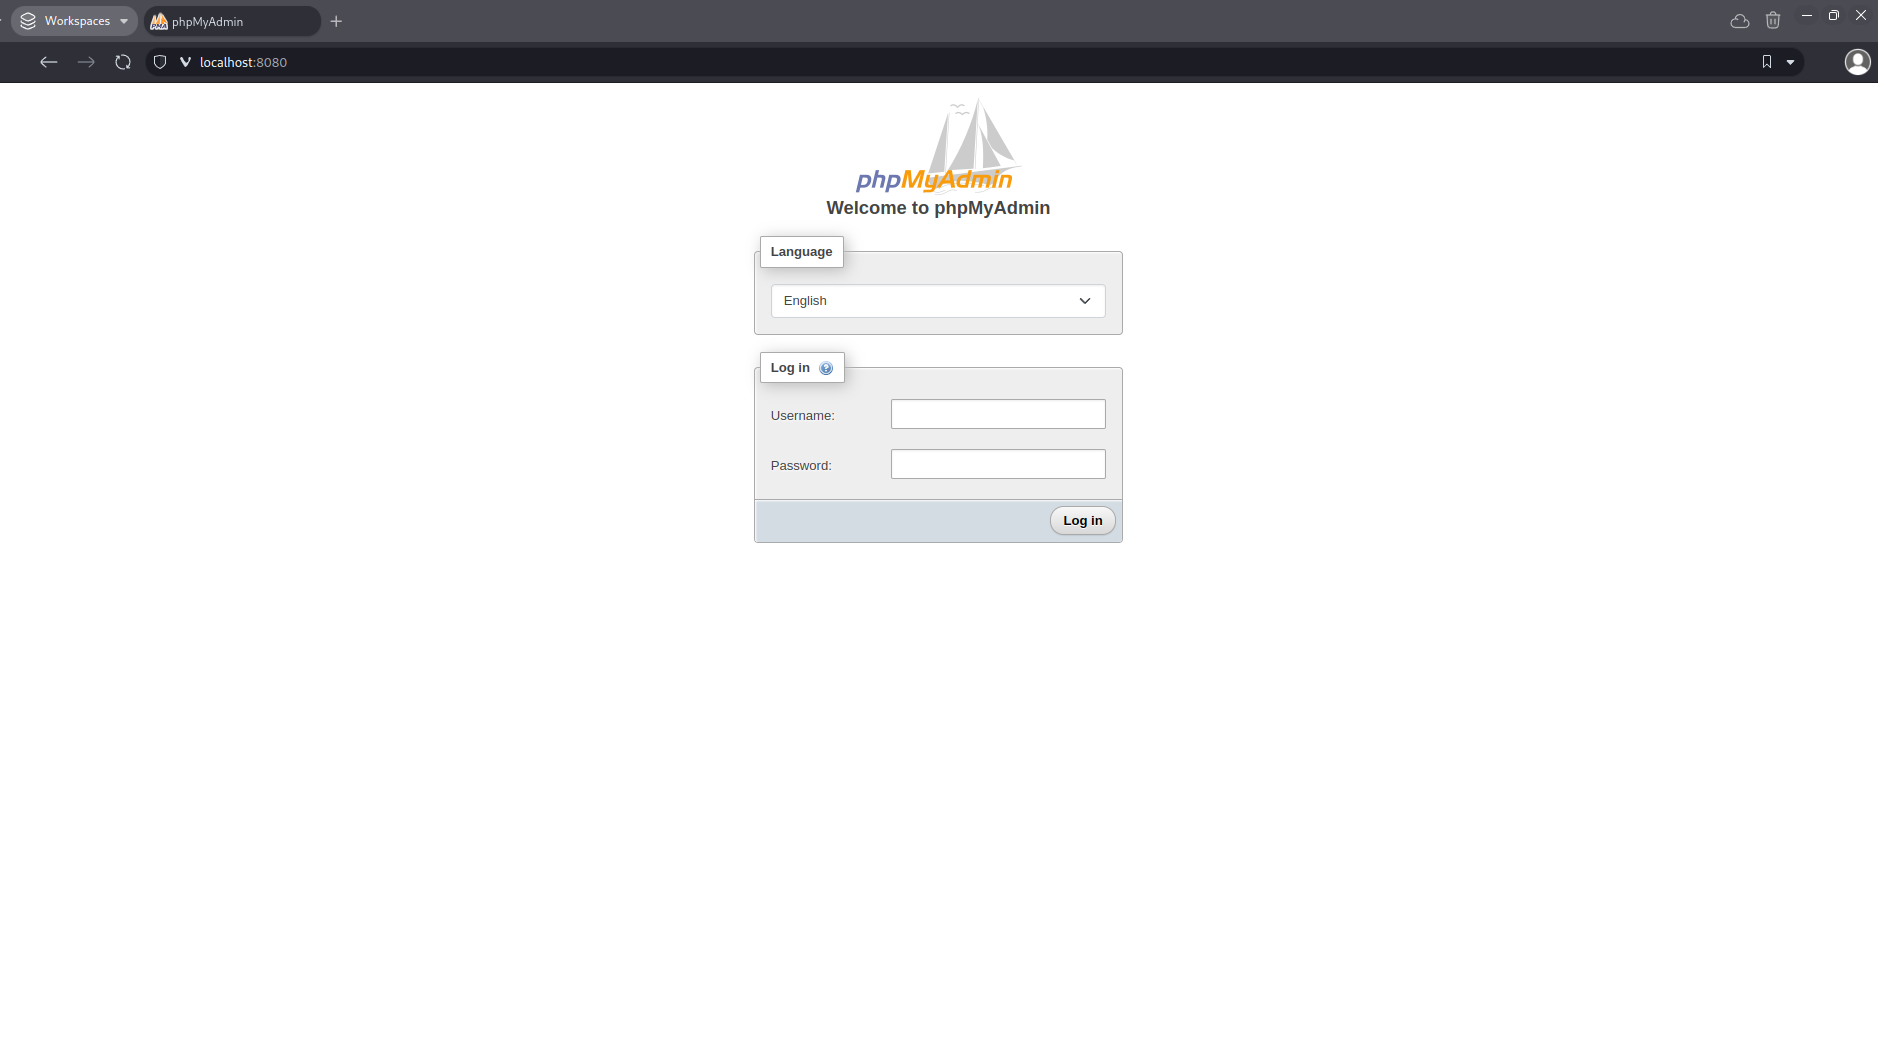 Workspaces
phpMyAdmin
localhost:8080
phpMyAdmin
Welcome to phpMyAdmin
Language
English
Log in
Username:
Password:
Log in